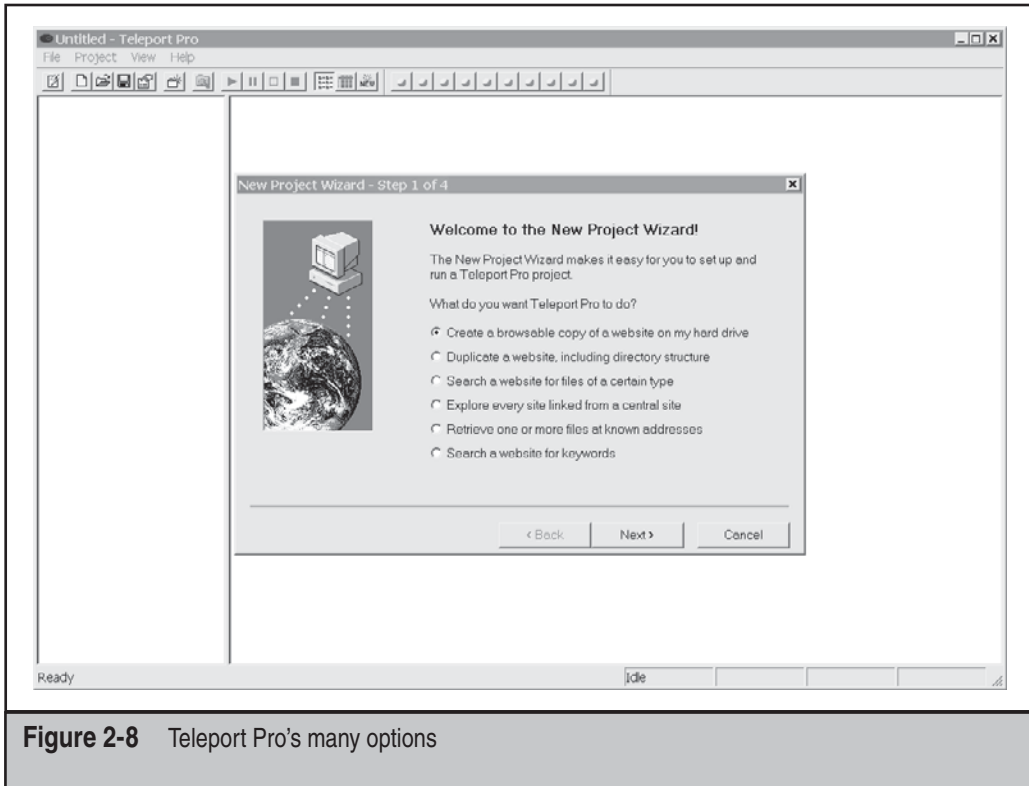 Untitled - Teleport Pro
File Project View Help
New Project Wizard - Step 1 of 4
Welcome to the New Project Wizard!
The New Project Wizard makes it easy for you to set up and
run a Teleport Pro project.
What do you want Teleport Pro to do?
Create a browsable copy of a website on my hard drive
Duplicate a website, including directory structure
Search a website for files of a certain type
Explore every site linked from a central site
Retrieve one or more files at known addresses
Search a website for keywords
< Back Next > Cancel
Ready Idle
Figure 2-8 Teleport Pro’s many options